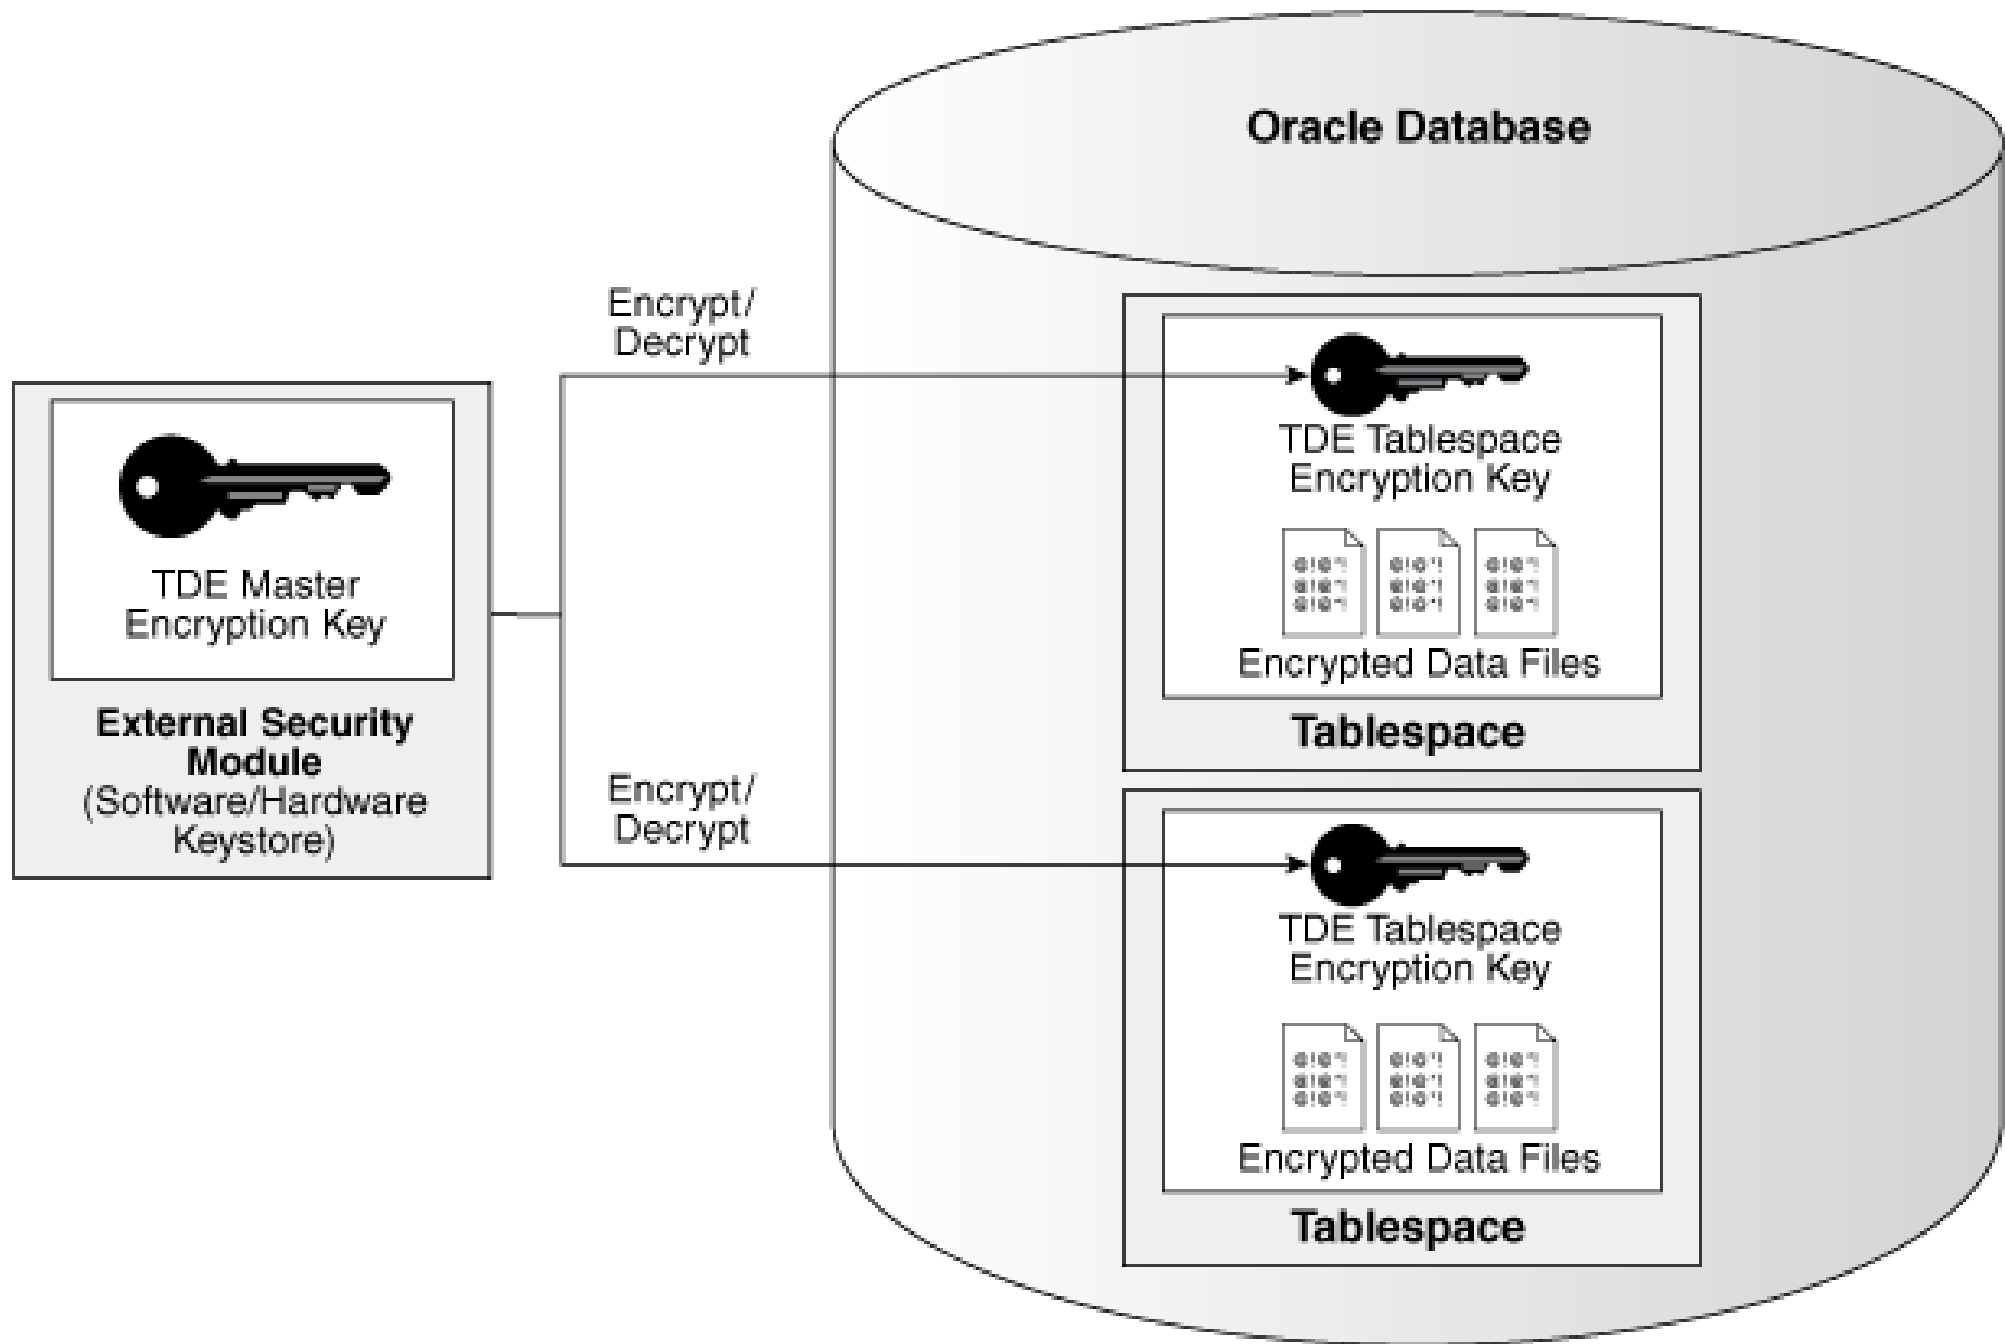 Oracle Database
Encrypt/
Decrypt
TDE Master
Encryption Key
External Security
Module
(Software/Hardware
Keystore)
TDE Tablespace
Encryption Key
@!@*! @!@*! @!@*!
@!@*! @!@*! @!@*!
@!@*! @!@*! @!@*!
Encrypted Data Files
Tablespace
Encrypt/
Decrypt
TDE Tablespace
Encryption Key
@!@*! @!@*! @!@*!
@!@*! @!@*! @!@*!
@!@*! @!@*! @!@*!
Encrypted Data Files
Tablespace